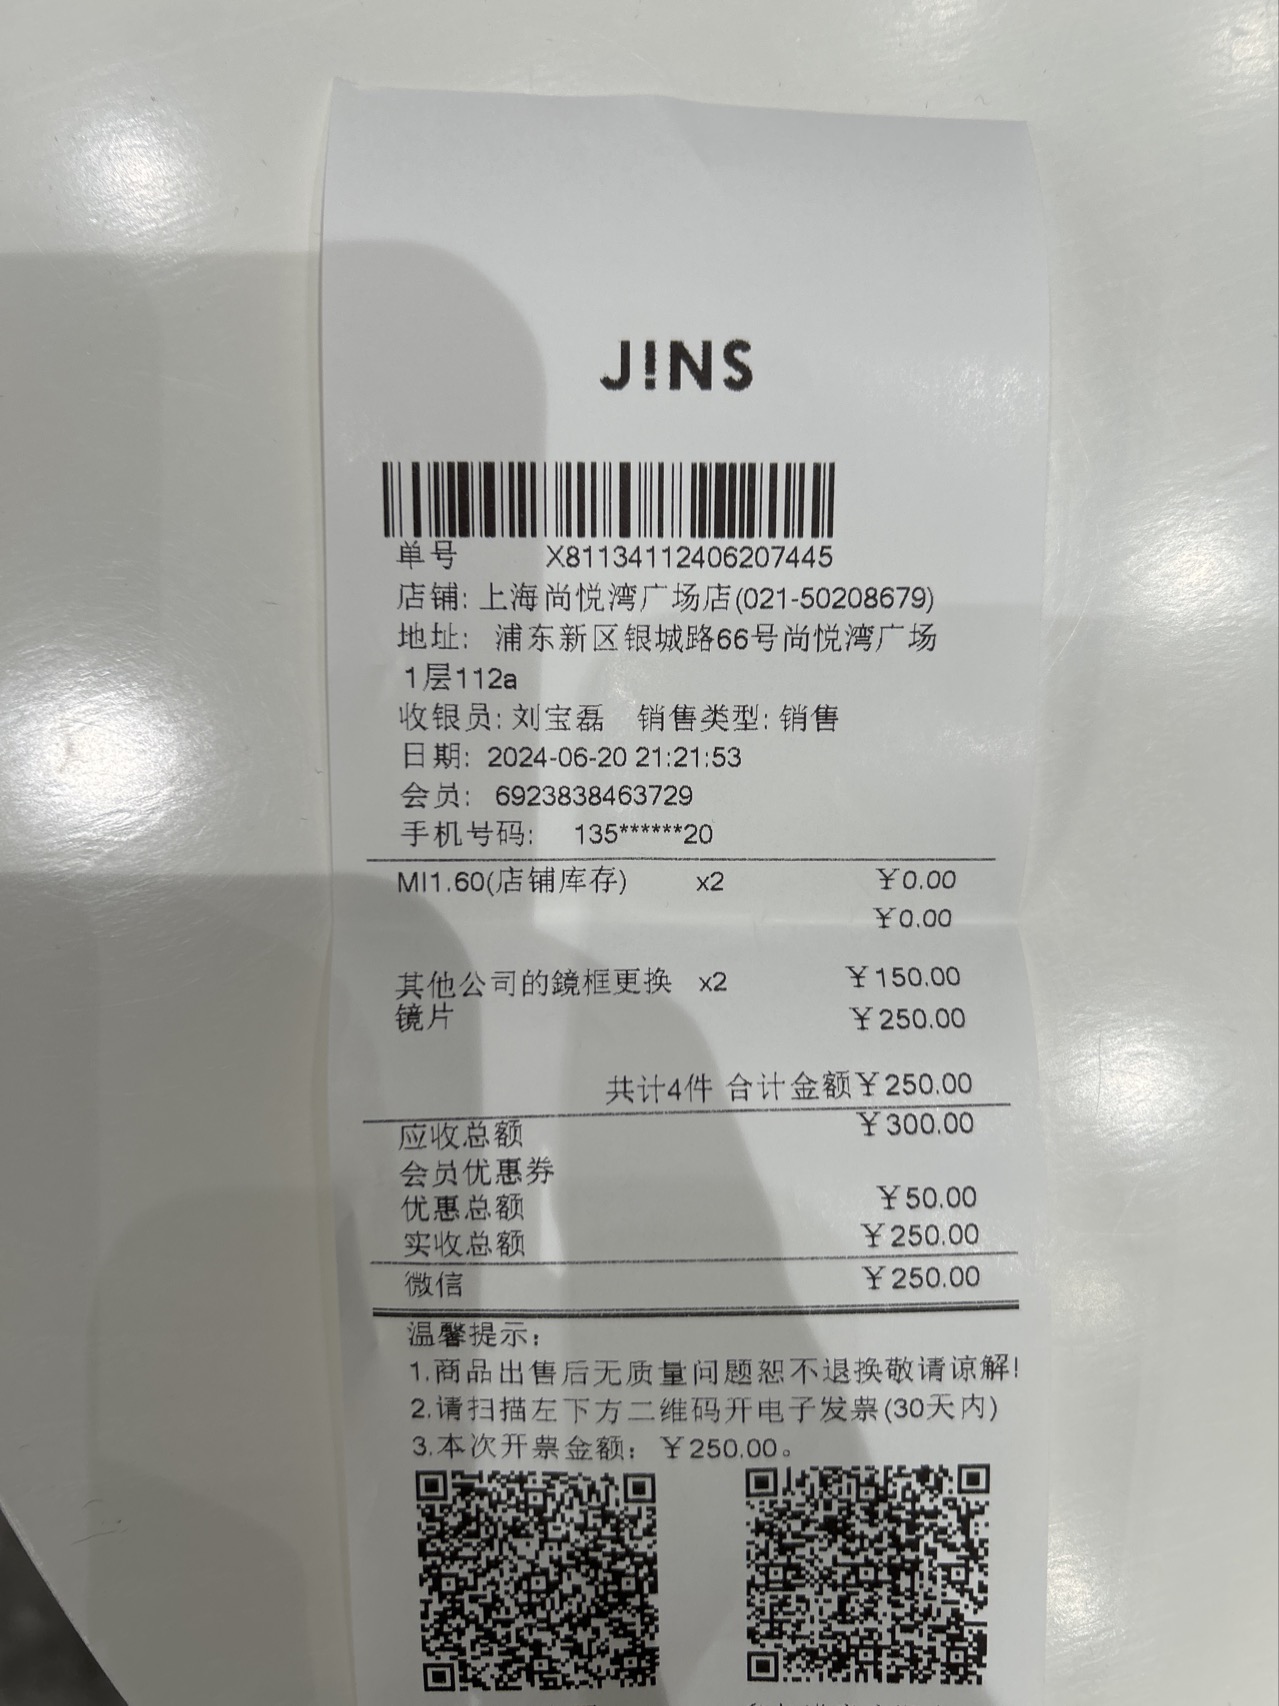 J!NS
单号 X81134112406207445
店铺: 上海尚悦湾广场店(021-50208679)
地址: 浦东新区银城路66号尚悦湾广场
1层112a
收银员: 刘宝磊 销售类型: 销售
日期: 2024-06-20 21:21:53
会员: 6923838463729
手机号码: 135******20
MI1.60(店铺库存) x2 ¥0.00
¥0.00
其他公司的鏡框更换 x2 ¥150.00
镜片 ¥250.00
共计4件 合计金额¥250.00
应收总额 ¥300.00
会员优惠券
优惠总额 ¥50.00
实收总额 ¥250.00
微信 ¥250.00
温馨提示:
1.商品出售后无质量问题恕不退换敬请谅解!
2.请扫描左下方二维码开电子发票(30天内)
3.本次开票金额: ¥250.00。